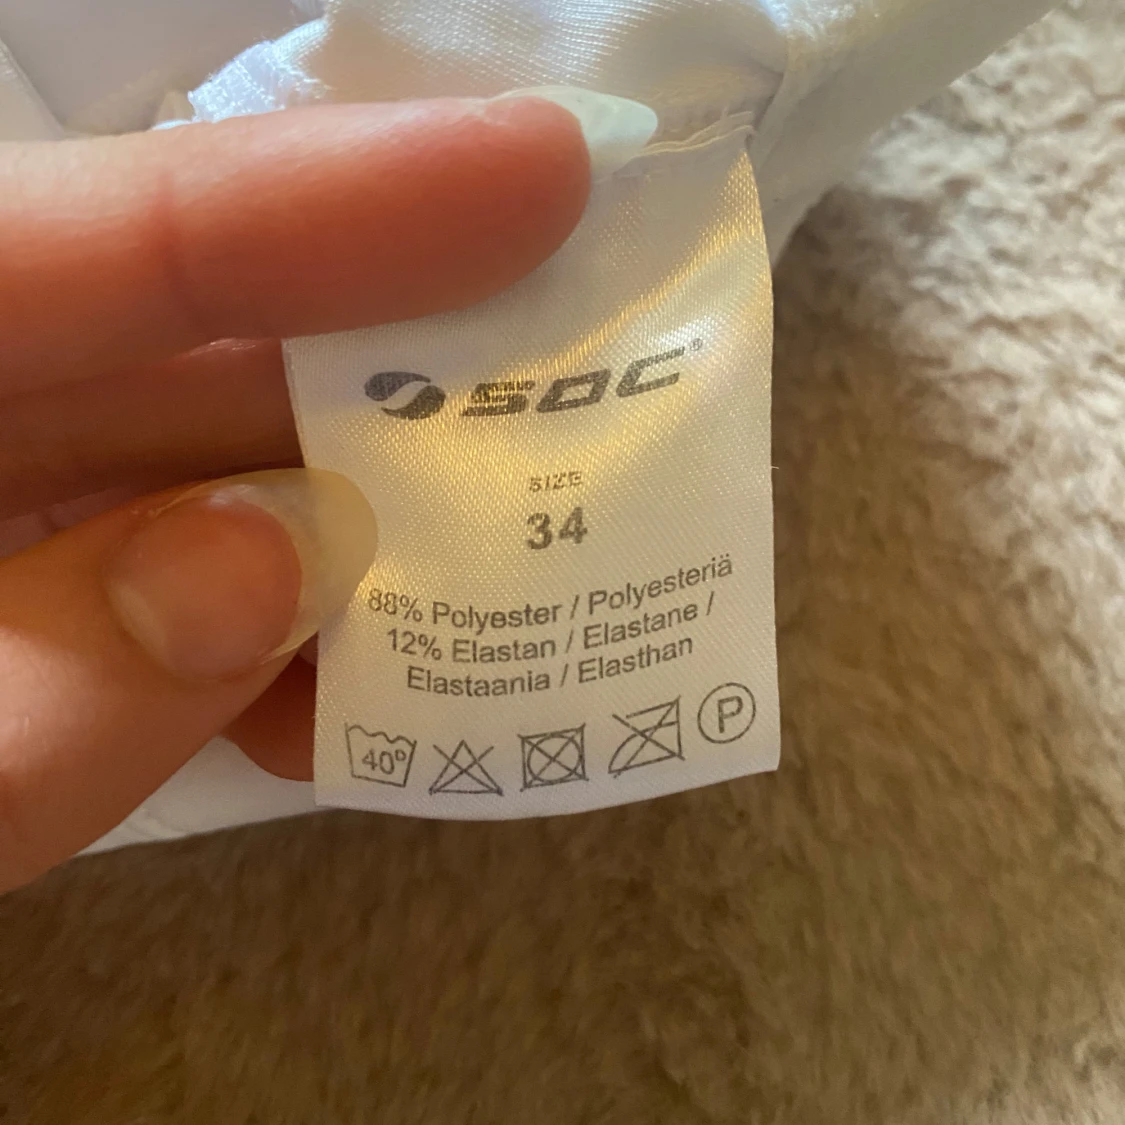 SOC®
SIZE
34
88% Polyester / Polyesteriä
12% Elastan / Elastane /
Elastaania / Elasthan
40° P